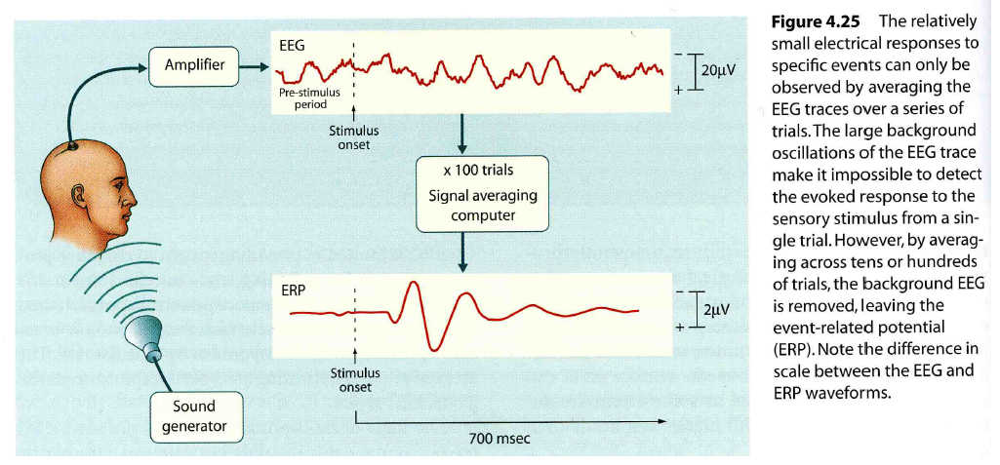 EEG
Amplifier
20µV
Pre-stimulus
period
Stimulus
onset
x 100 trials
Signal averaging
computer
ERP
2µV
Stimulus
onset
Sound
generator
700 msec
Figure 4.25 The relatively
small electrical responses to
specific events can only be
observed by averaging the
EEG traces over a series of
trials. The large background
oscillations of the EEG trace
make it impossible to detect
the evoked response to the
sensory stimulus from a sin-
gle trial. However, by averag-
ing across tens or hundreds
of trials, the background EEG
is removed, leaving the
event-related potential
(ERP). Note the difference in
scale between the EEG and
ERP waveforms.